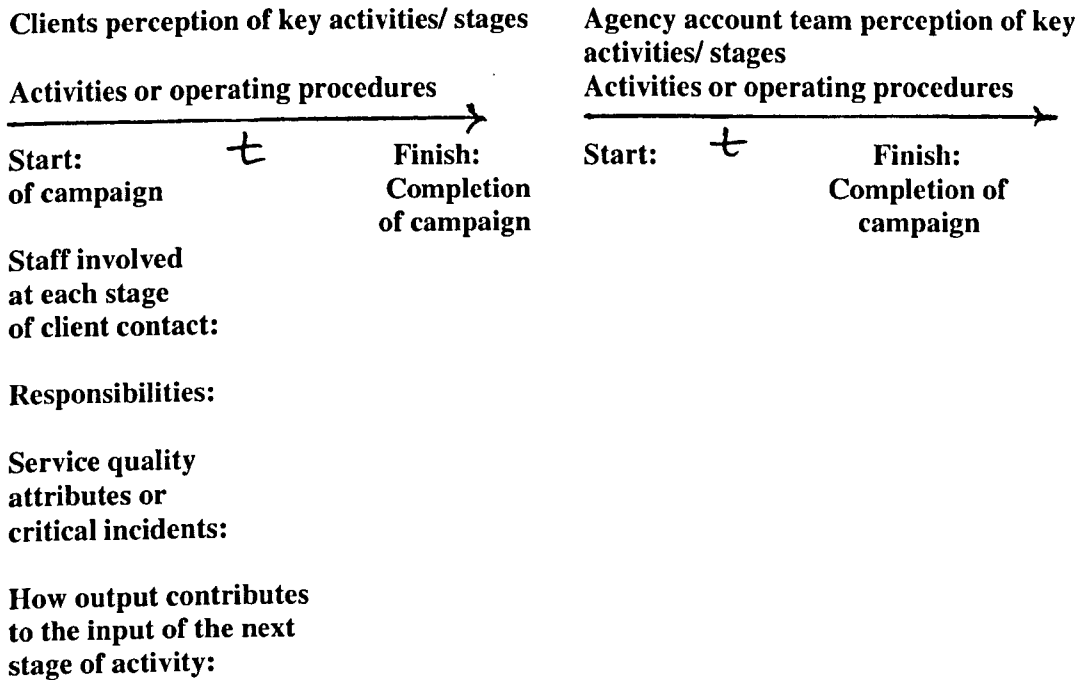 Clients perception of key activities/ stages
Activities or operating procedures
Start:
of campaign
t
Finish:
Completion
of campaign
Staff involved
at each stage
of client contact:
Responsibilities:
Service quality
attributes or
critical incidents:
How output contributes
to the input of the next
stage of activity:
Agency account team perception of key
activities/ stages
Activities or operating procedures
Start:
t
Finish:
Completion of
campaign